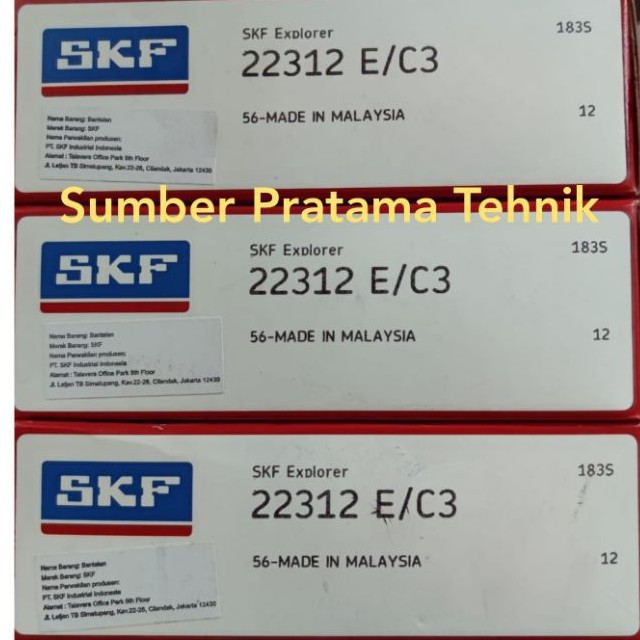 SKF
SKF Explorer
183S
22312 E/C3
56-MADE IN MALAYSIA
12
Nama Barang: Bantalan
Merek Barang: SKF
Nama Perwakilan produsen:
PT. SKF Industrial Indonesia
Alamat : Talavera Office Park 9th Floor
Jl. Letjen TB Simatupang, Kav.22-26, Cilandak, Jakarta 12430
Sumber Pratama Tehnik
SKF
SKF Explorer
183S
22312 E/C3
56-MADE IN MALAYSIA
12
Nama Barang: Bantalan
Merek Barang: SKF
Nama Perwakilan produsen:
PT. SKF Industrial Indonesia
Alamat : Talavera Office Park 9th Floor
Jl. Letjen TB Simatupang, Kav.22-26, Cilandak, Jakarta 12430
SKF
SKF Explorer
183S
22312 E/C3
56-MADE IN MALAYSIA
12
Nama Barang: Bantalan
Merek Barang: SKF
Nama Perwakilan produsen:
PT. SKF Industrial Indonesia
Alamat : Talavera Office Park 9th Floor
Jl. Letjen TB Simatupang, Kav.22-26, Cilandak, Jakarta 12430